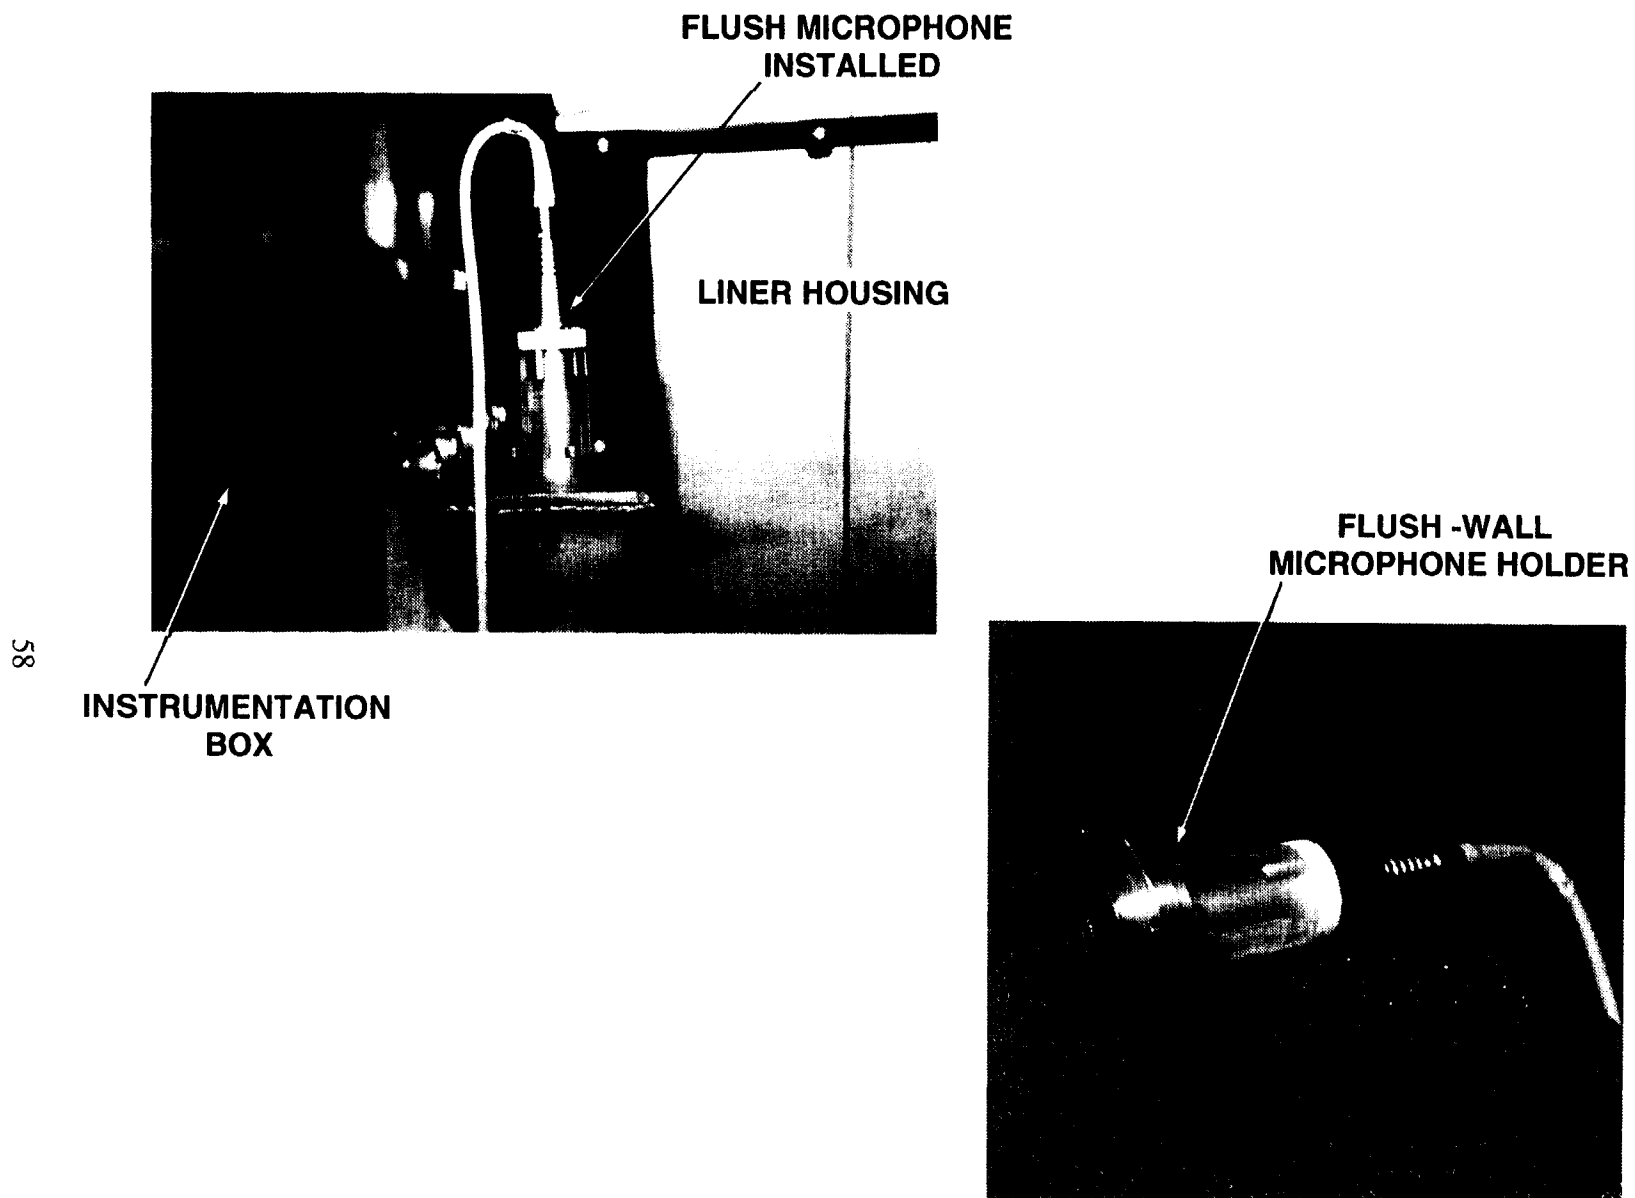 FLUSH MICROPHONE
INSTALLED
LINER HOUSING
FLUSH -WALL
MICROPHONE HOLDER
58
INSTRUMENTATION
BOX